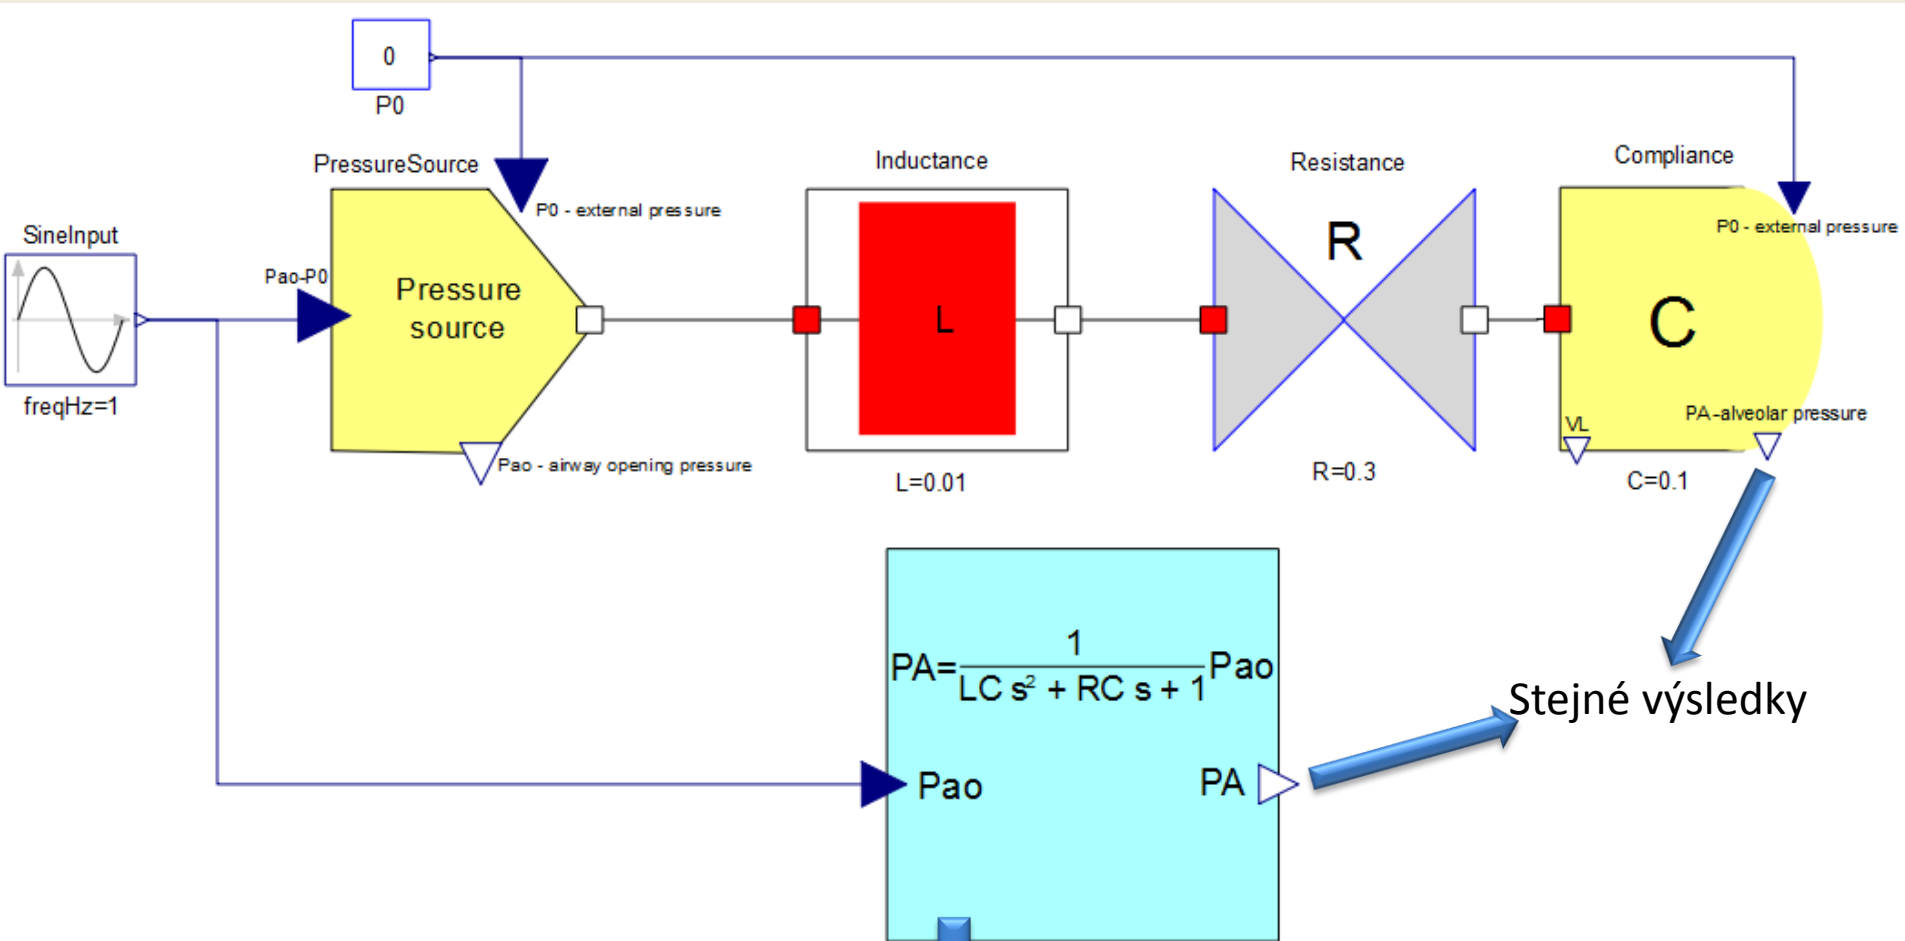 0
P0
PressureSource
P0 - external pressure
Inductance
Resistance
Compliance
P0 - external pressure
SineInput
freqHz=1
Pao-P0
Pressure
source
Pao - airway opening pressure
L
L=0.01
R
R=0.3
C
VL
PA-alveolar pressure
C=0.1
1
PA= Pao
LC s² + RC s + 1
Pao
PA
Stejné výsledky